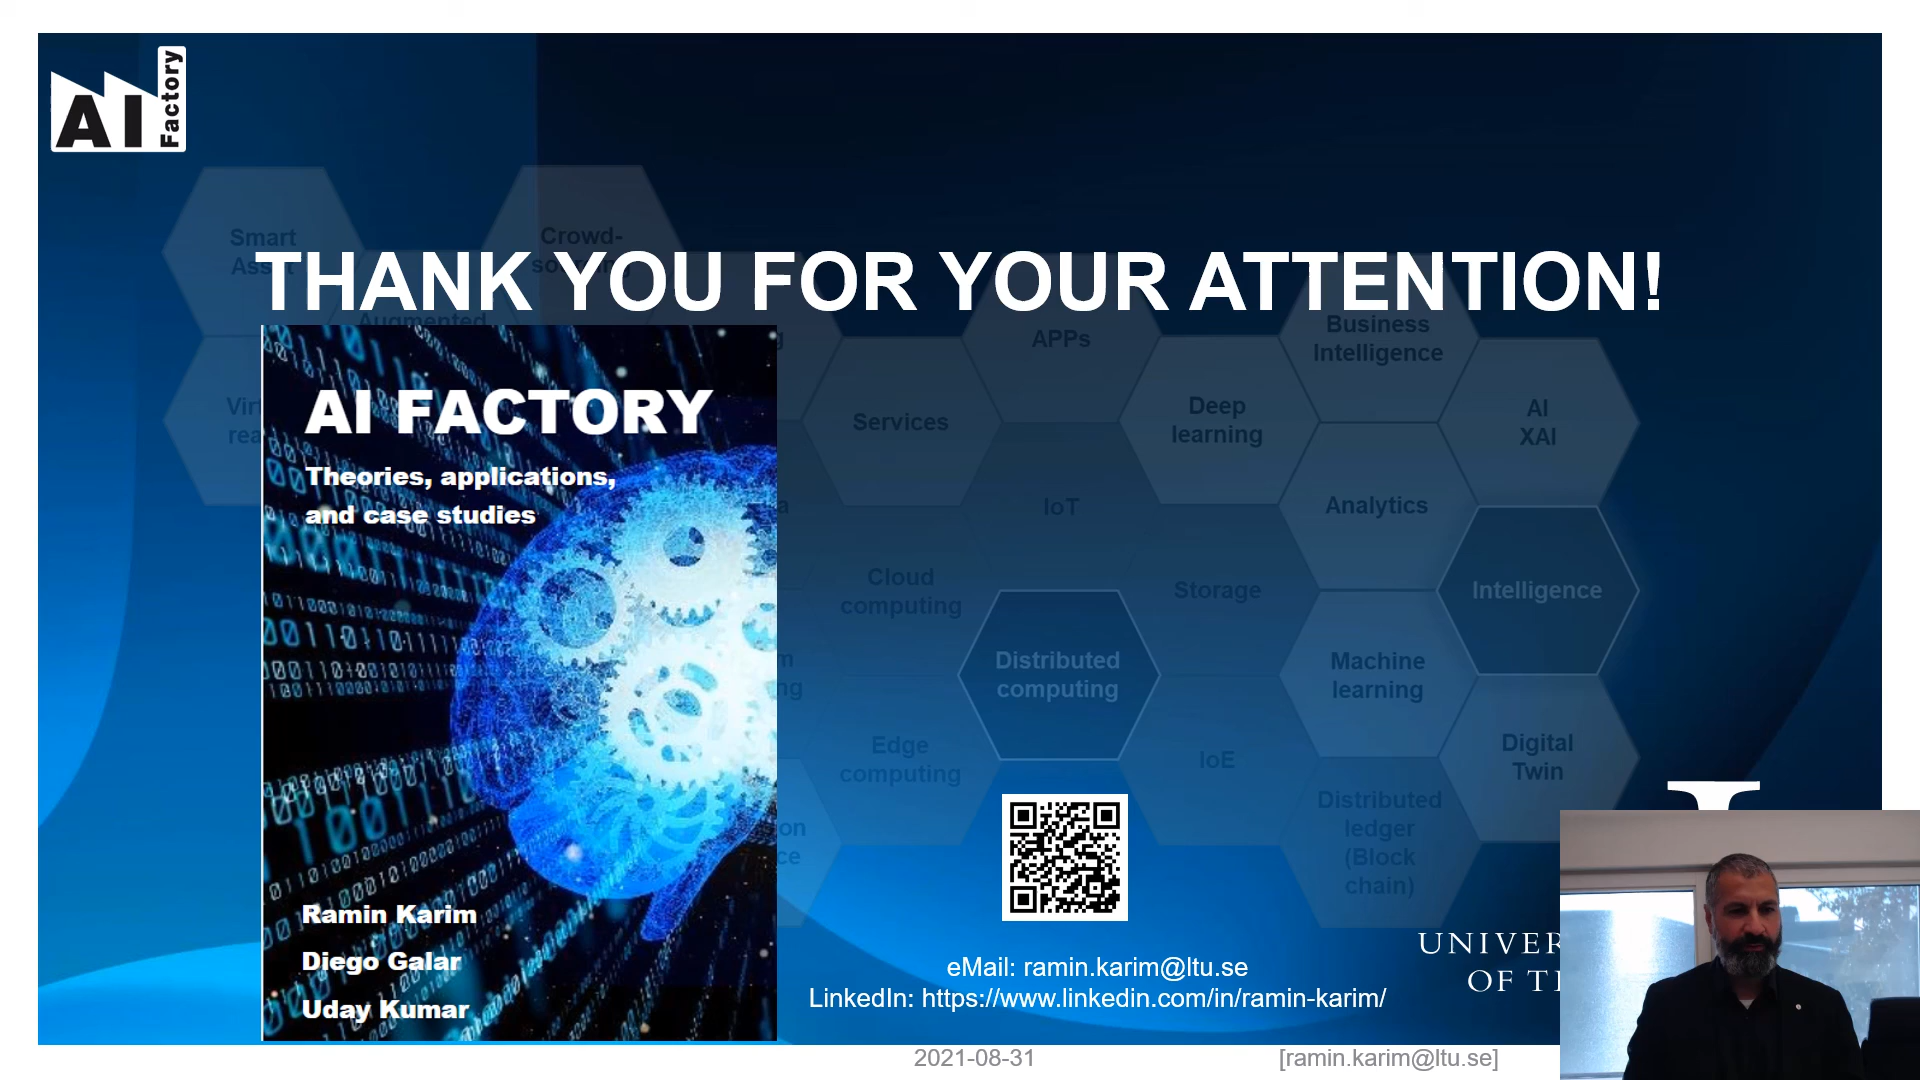 AI Factory
THANK YOU FOR YOUR ATTENTION!
Smart
Crowd-
Augmented
APPs
Business
Intelligence
Services
Deep
learning
AI
XAI
IoT
Analytics
Cloud
computing
Storage
Intelligence
Distributed
computing
Machine
learning
Edge
computing
IoE
Digital
Twin
Distributed
ledger
(Block
chain)
AI FACTORY
Theories, applications,
and case studies
Ramin Karim
Diego Galar
Uday Kumar
eMail: ramin.karim@ltu.se
LinkedIn: https://www.linkedin.com/in/ramin-karim/
OF
2021-08-31
[ramin.karim@ltu.se]